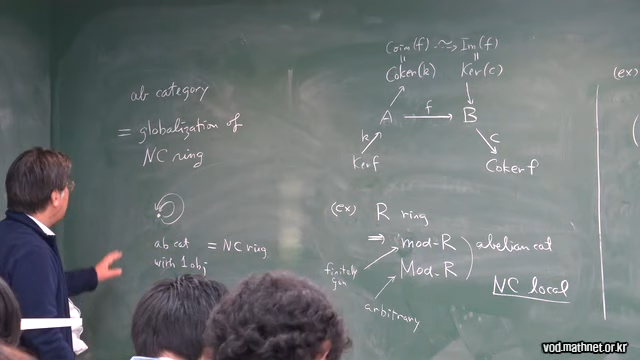 ab category
= globalization of
NC ring
ab cat = NC ring
with 1 obj
Coim(f) ⥲ Im(f)
Coker(k) Ker(c)
A f B
k c
Ker f Coker f
(ex) R ring
⇒ mod-R abelian cat
Mod-R
finitely
gen
NC local
arbitrary
(ex)
vod.mathnet.or.kr